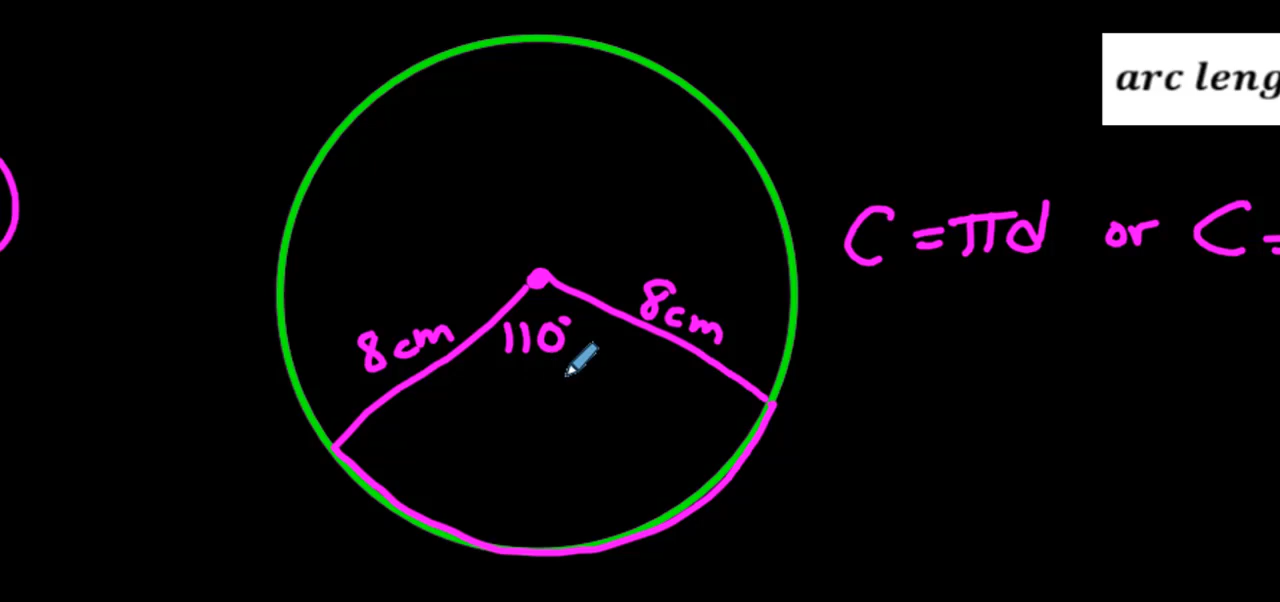 arc leng
C = πd or C =
8cm
8cm
110°